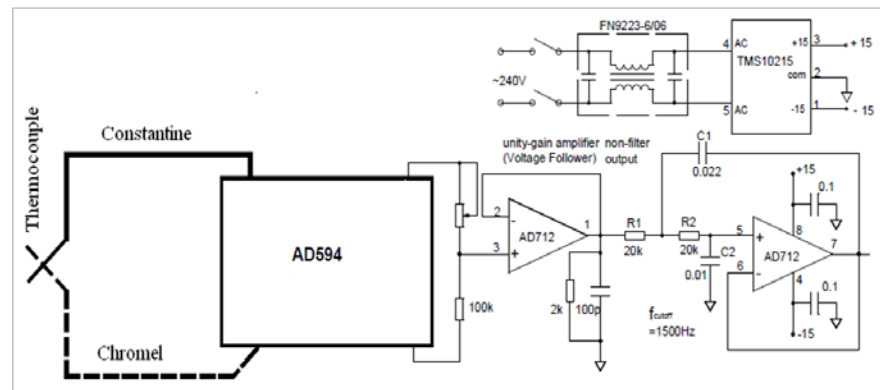 FN9223-6/06
4
AC
+15
3
+15
TMS10215
com
2
~240V
5
AC
-15
1
- 15
Constantine
Thermocouple
AD594
Chromel
unity-gain amplifier
(Voltage Follower)
non-filter
output
C1
0.022
+15
0.1
2
-
1
AD712
3
+
R1
20k
R2
20k
5
+
8
7
AD712
6
-
4
C2
0.01
0.1
-15
100k
2k
100p
fcutoff
=1500Hz